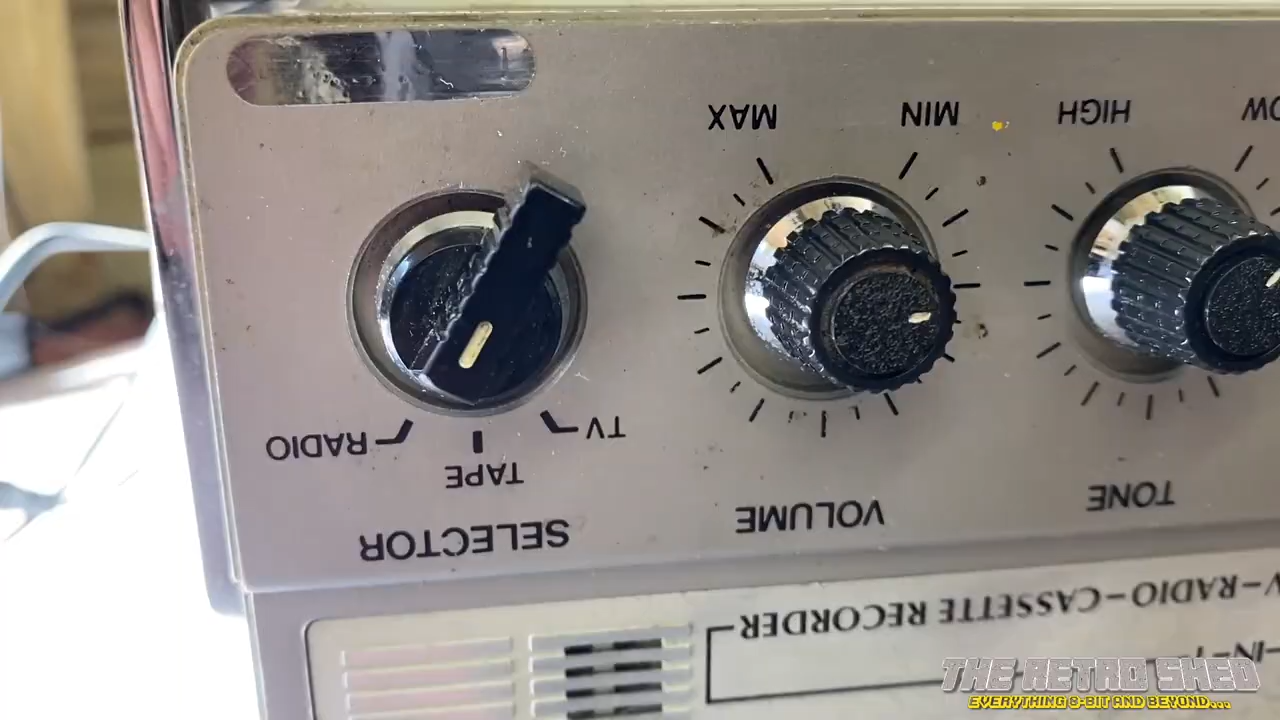 MAX MIN HIGH
RADIO TAPE TV
SELECTOR VOLUME TONE
V-RADIO-CASSETTE RECORDER
THE RETRO SHED
EVERYTHING 8-BIT AND BEYOND...